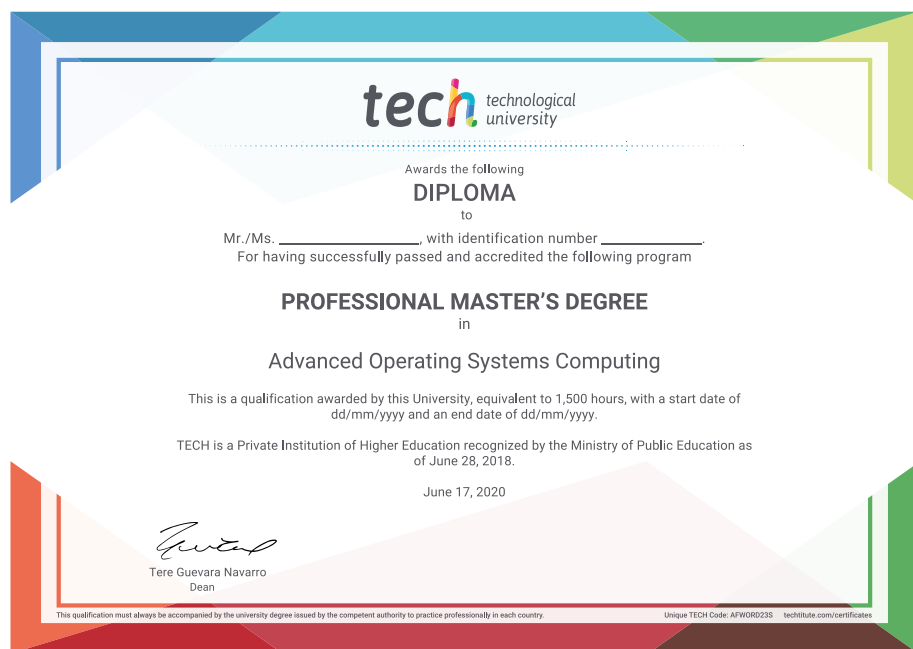 tech technological
university
Awards the following
DIPLOMA
to
Mr./Ms. ____________________, with identification number ______________.
For having successfully passed and accredited the following program
PROFESSIONAL MASTER'S DEGREE
in
Advanced Operating Systems Computing
This is a qualification awarded by this University, equivalent to 1,500 hours, with a start date of
dd/mm/yyyy and an end date of dd/mm/yyyy.
TECH is a Private Institution of Higher Education recognized by the Ministry of Public Education as
of June 28, 2018.
June 17, 2020
Tere Guevara Navarro
Dean
This qualification must always be accompanied by the university degree issued by the competent authority to practice professionally in each country.
Unique TECH Code: AFWORD23S techtitute.com/certificates